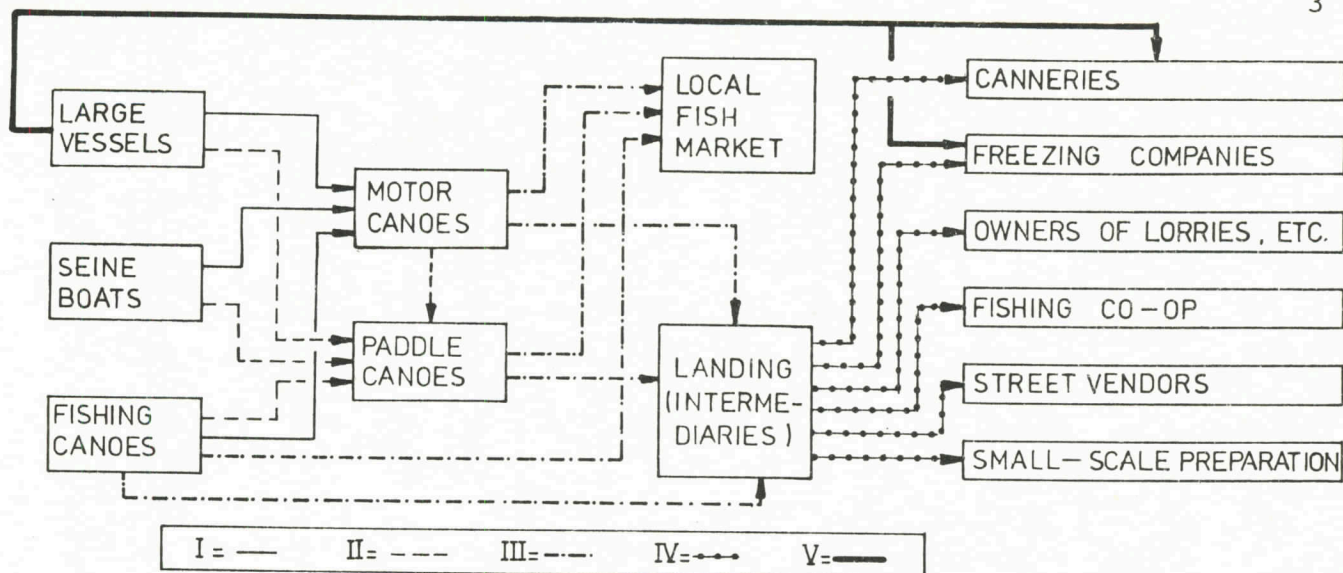 3
LARGE
VESSELS
SEINE
BOATS
FISHING
CANOES
MOTOR
CANOES
PADDLE
CANOES
LOCAL
FISH
MARKET
LANDING
(INTERME-
DIARIES)
CANNERIES
FREEZING COMPANIES
OWNERS OF LORRIES, ETC.
FISHING CO-OP
STREET VENDORS
SMALL-SCALE PREPARATION
I= II= III= IV= V=